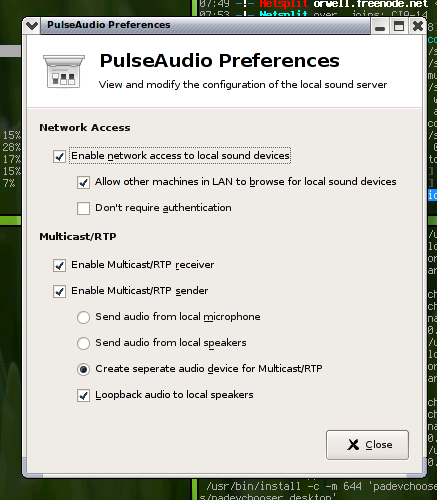 07:49 -!- Netsplit orwell.freenode.net
07:53 -!- Netsplit over, joins: CIA-14
PulseAudio Preferences
PulseAudio Preferences
View and modify the configuration of the local sound server
Network Access
Enable network access to local sound devices
Allow other machines in LAN to browse for local sound devices
Don't require authentication
Multicast/RTP
Enable Multicast/RTP receiver
Enable Multicast/RTP sender
Send audio from local microphone
Send audio from local speakers
Create seperate audio device for Multicast/RTP
Loopback audio to local speakers
Close
15%
28%
17%
15%
7%
/usr/bin/install -c -m 644 'padevchoose
s/padevchooser.desktop'